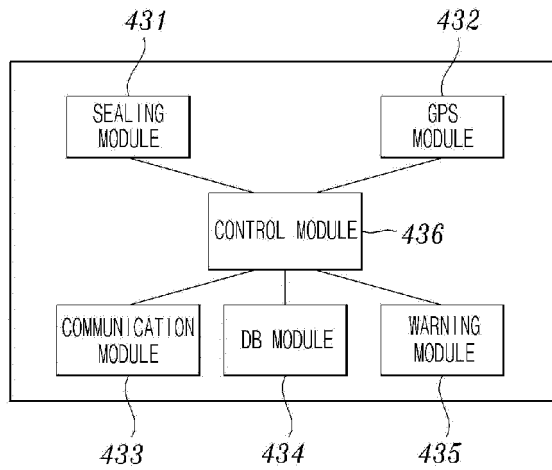 431
432
SEALING
MODULE
GPS
MODULE
CONTROL MODULE
436
COMMUNICATION
MODULE
DB MODULE
WARNING
MODULE
433
434
435